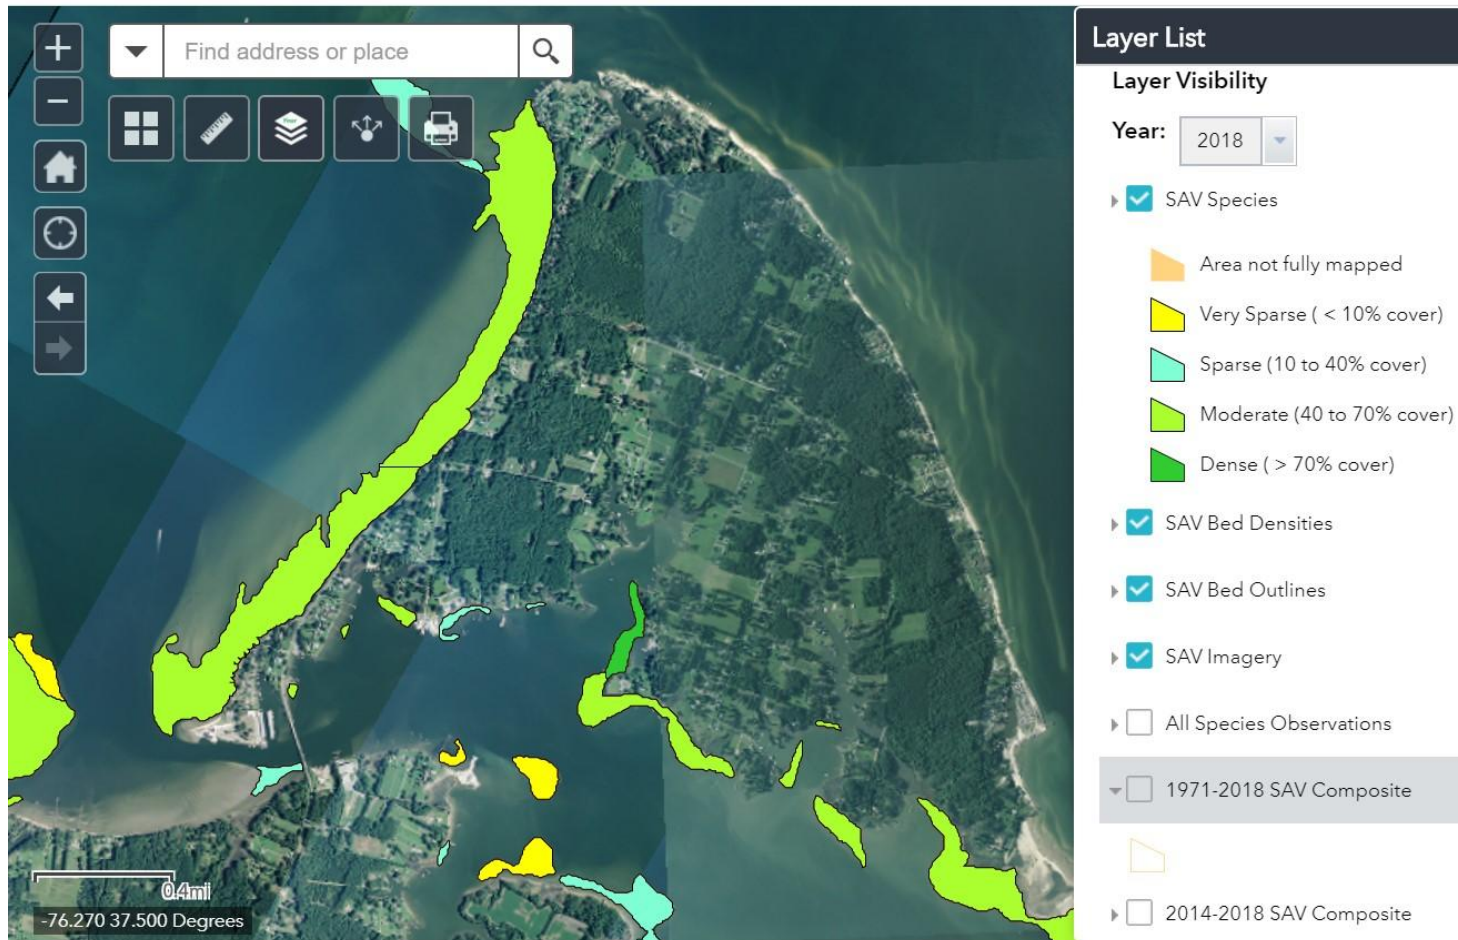 Find address or place
0.4mi
-76.270 37.500 Degrees
Layer List
Layer Visibility
Year: 2018
SAV Species
Area not fully mapped
Very Sparse ( < 10% cover)
Sparse (10 to 40% cover)
Moderate (40 to 70% cover)
Dense ( > 70% cover)
SAV Bed Densities
SAV Bed Outlines
SAV Imagery
All Species Observations
1971-2018 SAV Composite
2014-2018 SAV Composite